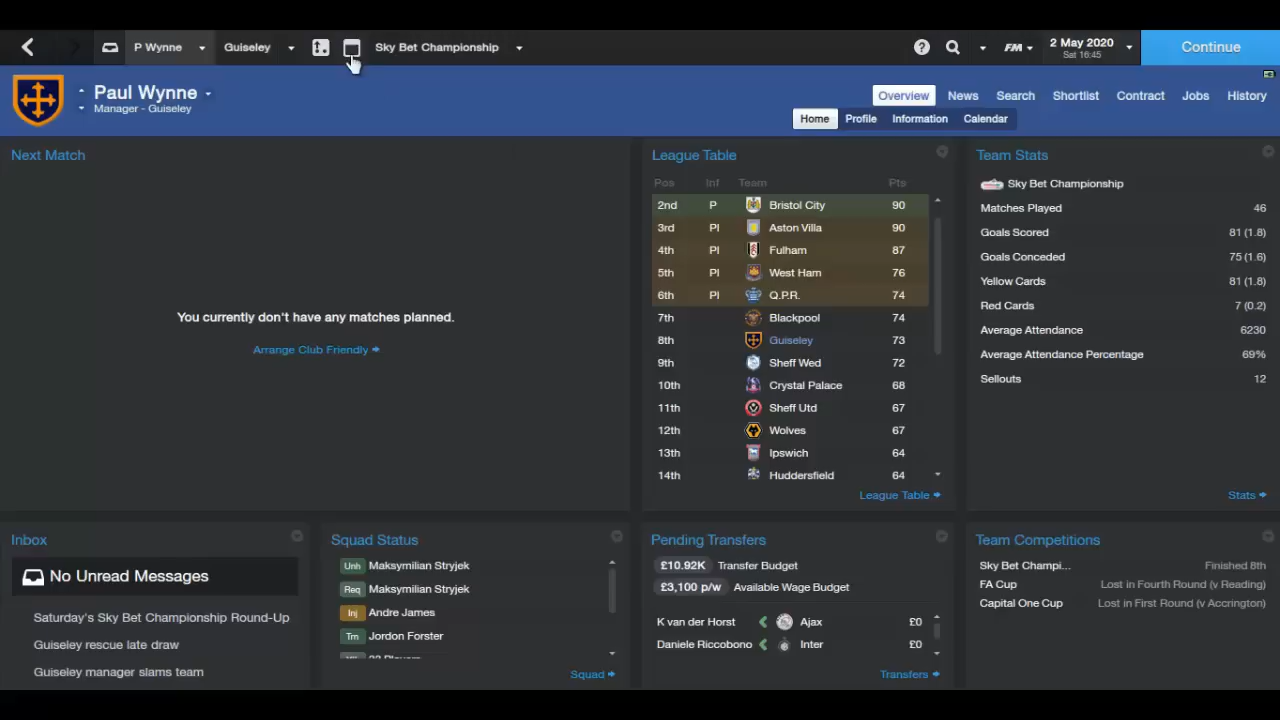 P Wynne Guiseley Sky Bet Championship FM 2 May 2020 Continue
Sat 16:45
Paul Wynne
Manager - Guiseley
Overview News Search Shortlist Contract Jobs History
Home Profile Information Calendar
Next Match
You currently don't have any matches planned.
Arrange Club Friendly
League Table
Pos Inf Team Pts
2nd P Bristol City 90
3rd Pl Aston Villa 90
4th Pl Fulham 87
5th Pl West Ham 76
6th Pl Q.P.R. 74
7th Blackpool 74
8th Guiseley 73
9th Sheff Wed 72
10th Crystal Palace 68
11th Sheff Utd 67
12th Wolves 67
13th Ipswich 64
14th Huddersfield 64
League Table
Team Stats
Sky Bet Championship
Matches Played 46
Goals Scored 81 (1.8)
Goals Conceded 75 (1.6)
Yellow Cards 81 (1.8)
Red Cards 7 (0.2)
Average Attendance 6230
Average Attendance Percentage 69%
Sellouts 12
Stats
Inbox
No Unread Messages
Saturday's Sky Bet Championship Round-Up
Guiseley rescue late draw
Guiseley manager slams team
Squad Status
Unh Maksymilian Stryjek
Req Maksymilian Stryjek
Inj Andre James
Trn Jordon Forster
Squad
Pending Transfers
£10.92K Transfer Budget
£3,100 p/w Available Wage Budget
K van der Horst Ajax £0
Daniele Riccobono Inter £0
Transfers
Team Competitions
Sky Bet Champi... Finished 8th
FA Cup Lost in Fourth Round (v Reading)
Capital One Cup Lost in First Round (v Accrington)